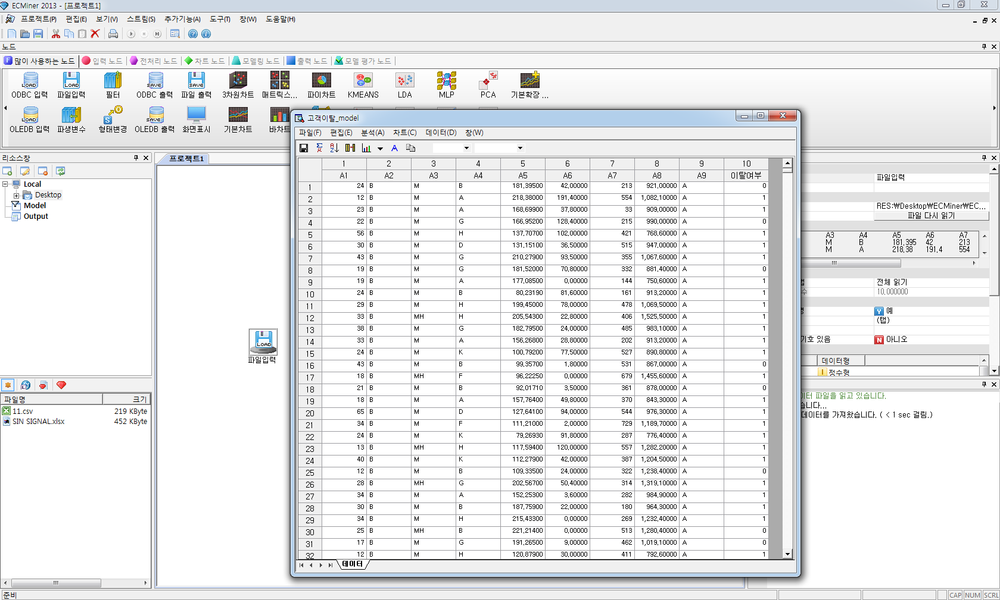 ECMiner 2013 - [프로젝트1]
프로젝트(P) 편집(E) 보기(V) 스트림(S) 추가기능(A) 도구(T) 창(W) 도움말(H)
노드
F 많이 사용하는 노드 입력 노드 전처리 노드 차트 노드 모델링 노드 출력 노드 모델 평가 노드
ODBC 입력 파일입력 필터 ODBC 출력 파일 출력 3차원차트 매트릭스... 파이차트 KMEANS LDA MLP PCA 기본확장 ...
OLEDB 입력 파생변수 형태변경 OLEDB 출력 화면표시 기본차트 바차트
리소스창
Local
Desktop
Model
Output
파일명 크기
11.csv 219 KByte
SIN SIGNAL.xlsx 452 KByte
프로젝트1
LOAD
파일입력
고객이탈_model
파일(F) 편집(E) 분석(A) 차트(C) 데이터(D) 창(W)
1 2 3 4 5 6 7 8 9 10
A1 A2 A3 A4 A5 A6 A7 A8 A9 이탈여부
1 24 B M B 181,39500 42,00000 213 921,00000 A 0
2 12 B M A 218,38000 191,40000 554 1,082,10000 A 1
3 23 B M A 168,69900 37,80000 33 909,00000 A 1
4 22 B M G 166,95200 128,40000 215 990,00000 A 0
5 56 B M H 137,70700 102,00000 421 768,60000 A 1
6 30 B M D 131,15100 36,50000 515 947,00000 A 1
7 43 B M G 210,27900 93,50000 355 1,067,60000 A 1
8 19 B M G 181,52000 70,80000 332 881,40000 A 0
9 19 B M A 177,08500 0,00000 144 750,60000 A 1
10 24 B M B 80,23190 81,60000 161 913,20000 A 1
11 29 B M H 199,45000 78,00000 478 1,069,50000 A 1
12 33 B MH H 205,54300 22,80000 406 1,525,50000 A 1
13 38 B M G 182,79500 24,00000 485 983,10000 A 1
14 33 B M A 156,26800 28,80000 202 913,20000 A 1
15 24 B M K 100,79200 77,50000 527 890,80000 A 1
16 43 B M B 99,35700 1,80000 531 867,00000 A 0
17 18 B MH F 96,22250 0,00000 679 1,455,60000 A 1
18 21 B M B 92,01710 3,50000 361 878,00000 A 0
19 18 B M A 157,76400 49,80000 370 843,30000 A 1
20 65 B M D 127,64100 94,00000 544 976,30000 A 1
21 34 B M F 111,21000 2,00000 729 1,189,70000 A 1
22 24 B M K 79,26930 91,80000 287 776,40000 A 1
23 13 B MH H 117,59400 120,00000 557 1,282,20000 A 1
24 40 B M K 112,27900 42,00000 387 1,204,50000 A 1
25 12 B M B 109,33500 24,00000 322 1,238,40000 A 0
26 28 B MH G 202,56700 50,40000 314 1,319,10000 A 1
27 34 B M A 152,25300 3,60000 282 984,90000 A 1
28 30 B M B 187,75900 22,00000 180 964,30000 A 1
29 34 B M H 215,43300 0,00000 269 1,232,40000 A 1
30 25 B MH B 221,21400 0,00000 513 1,280,40000 A 0
31 17 B M G 191,26500 9,00000 462 1,019,10000 A 0
32 12 B M H 120,87900 30,00000 411 792,60000 A 1
데이터
파일입력
RES:₩Desktop₩ECMiner₩EC...
파일 다시 읽기
A3 A4 A5 A6 A7
M B 181,395 42 213
M A 218,38 191,4 554
전체 읽기
수 10,000000
Y 예
(탭)
기호 있음 N 아니오
데이터형
I 정수형
이터 파일을 읽고 있습니다.
습니다...
데이터를 가져왔습니다. ( < 1 sec 걸림.)
준비
CAP NUM SCRL